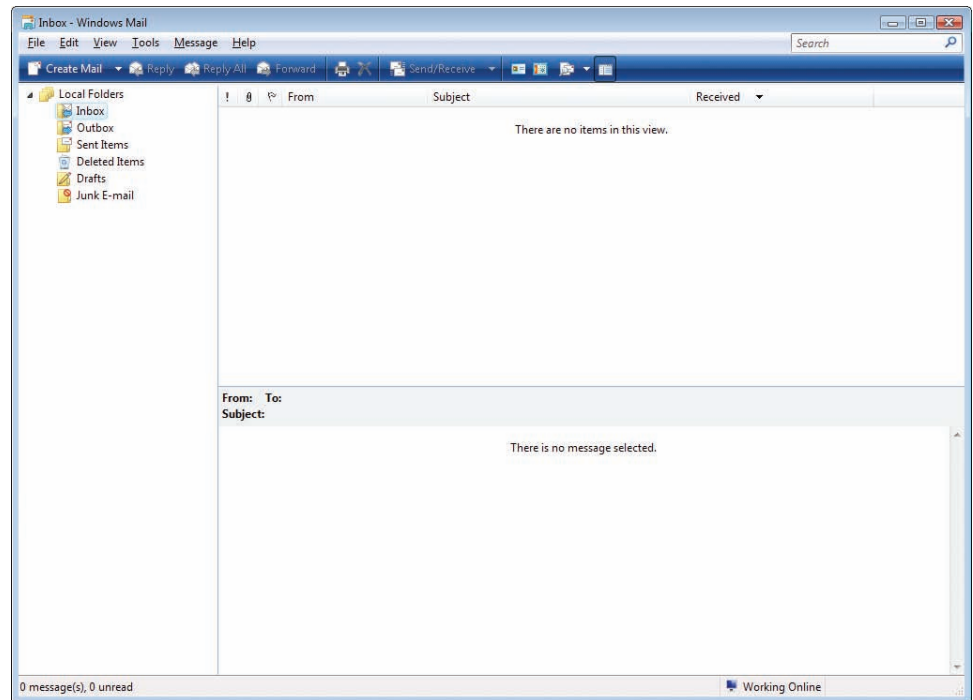 Inbox - Windows Mail
File Edit View Tools Message Help
Search
Create Mail Reply Reply All Forward Send/Receive
Local Folders
! From Subject Received
Inbox
Outbox
There are no items in this view.
Sent Items
Deleted Items
Drafts
Junk E-mail
From: To:
Subject:
There is no message selected.
0 message(s), 0 unread
Working Online